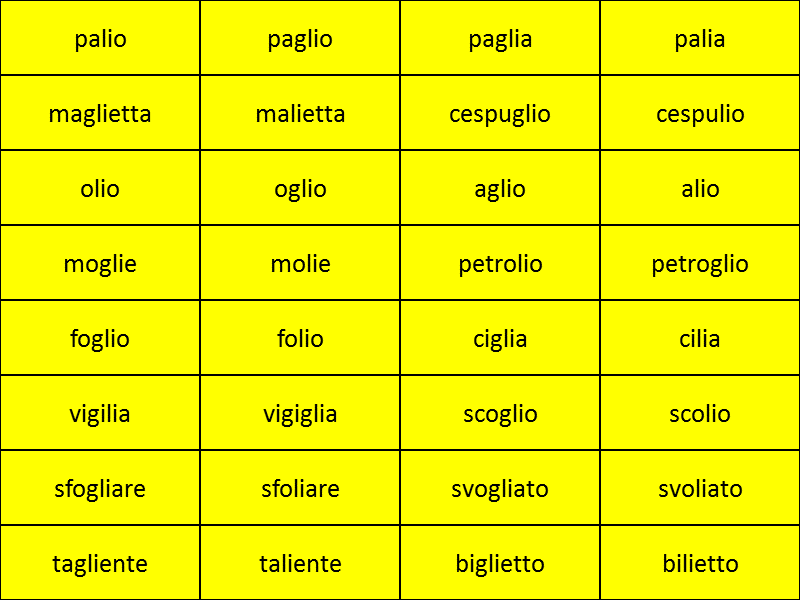 palio paglio paglia palia
maglietta malietta cespuglio cespulio
olio oglio aglio alio
moglie molie petrolio petroglio
foglio folio ciglia cilia
vigilia vigiglia scoglio scolio
sfogliare sfoliare svogliato svoliato
tagliente taliente biglietto bilietto